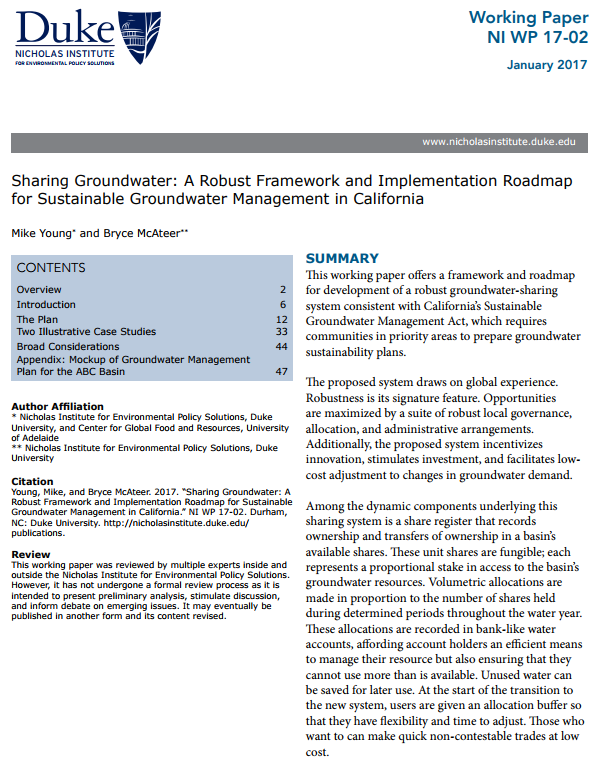 Duke
NICHOLAS INSTITUTE
FOR ENVIRONMENTAL POLICY SOLUTIONS
Working Paper
NI WP 17-02
January 2017
www.nicholasinstitute.duke.edu
Sharing Groundwater: A Robust Framework and Implementation Roadmap
for Sustainable Groundwater Management in California
Mike Young* and Bryce McAteer**
CONTENTS
Overview 2
Introduction 6
The Plan 12
Two Illustrative Case Studies 33
Broad Considerations 44
Appendix: Mockup of Groundwater Management
Plan for the ABC Basin 47
Author Affiliation
* Nicholas Institute for Environmental Policy Solutions, Duke
University, and Center for Global Food and Resources, University
of Adelaide
** Nicholas Institute for Environmental Policy Solutions, Duke
University
Citation
Young, Mike, and Bryce McAteer. 2017. “Sharing Groundwater: A
Robust Framework and Implementation Roadmap for Sustainable
Groundwater Management in California.” NI WP 17-02. Durham,
NC: Duke University. http://nicholasinstitute.duke.edu/
publications.
Review
This working paper was reviewed by multiple experts inside and
outside the Nicholas Institute for Environmental Policy Solutions.
However, it has not undergone a formal review process as it is
intended to present preliminary analysis, stimulate discussion,
and inform debate on emerging issues. It may eventually be
published in another form and its content revised.
SUMMARY
This working paper offers a framework and roadmap
for development of a robust groundwater-sharing
system consistent with California’s Sustainable
Groundwater Management Act, which requires
communities in priority areas to prepare groundwater
sustainability plans.
The proposed system draws on global experience.
Robustness is its signature feature. Opportunities
are maximized by a suite of robust local governance,
allocation, and administrative arrangements.
Additionally, the proposed system incentivizes
innovation, stimulates investment, and facilitates low-
cost adjustment to changes in groundwater demand.
Among the dynamic components underlying this
sharing system is a share register that records
ownership and transfers of ownership in a basin’s
available shares. These unit shares are fungible; each
represents a proportional stake in access to the basin’s
groundwater resources. Volumetric allocations are
made in proportion to the number of shares held
during determined periods throughout the water year.
These allocations are recorded in bank-like water
accounts, affording account holders an efficient means
to manage their resource but also ensuring that they
cannot use more than is available. Unused water can
be saved for later use. At the start of the transition to
the new system, users are given an allocation buffer so
that they have flexibility and time to adjust. Those who
want to can make quick non-contestable trades at low
cost.